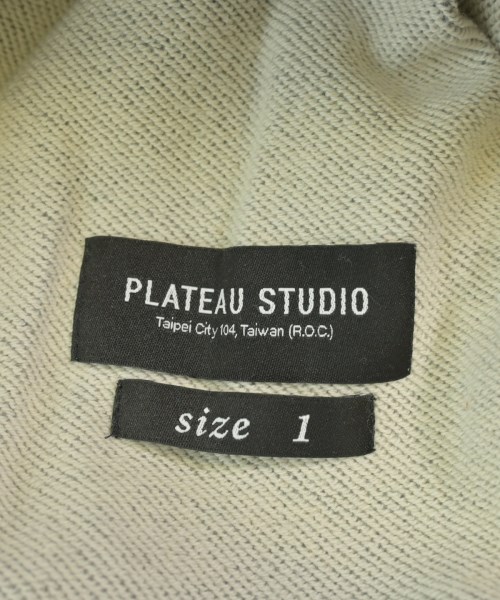 PLATEAU STUDIO
Taipei City 104, Taiwan (R.O.C.)
size 1